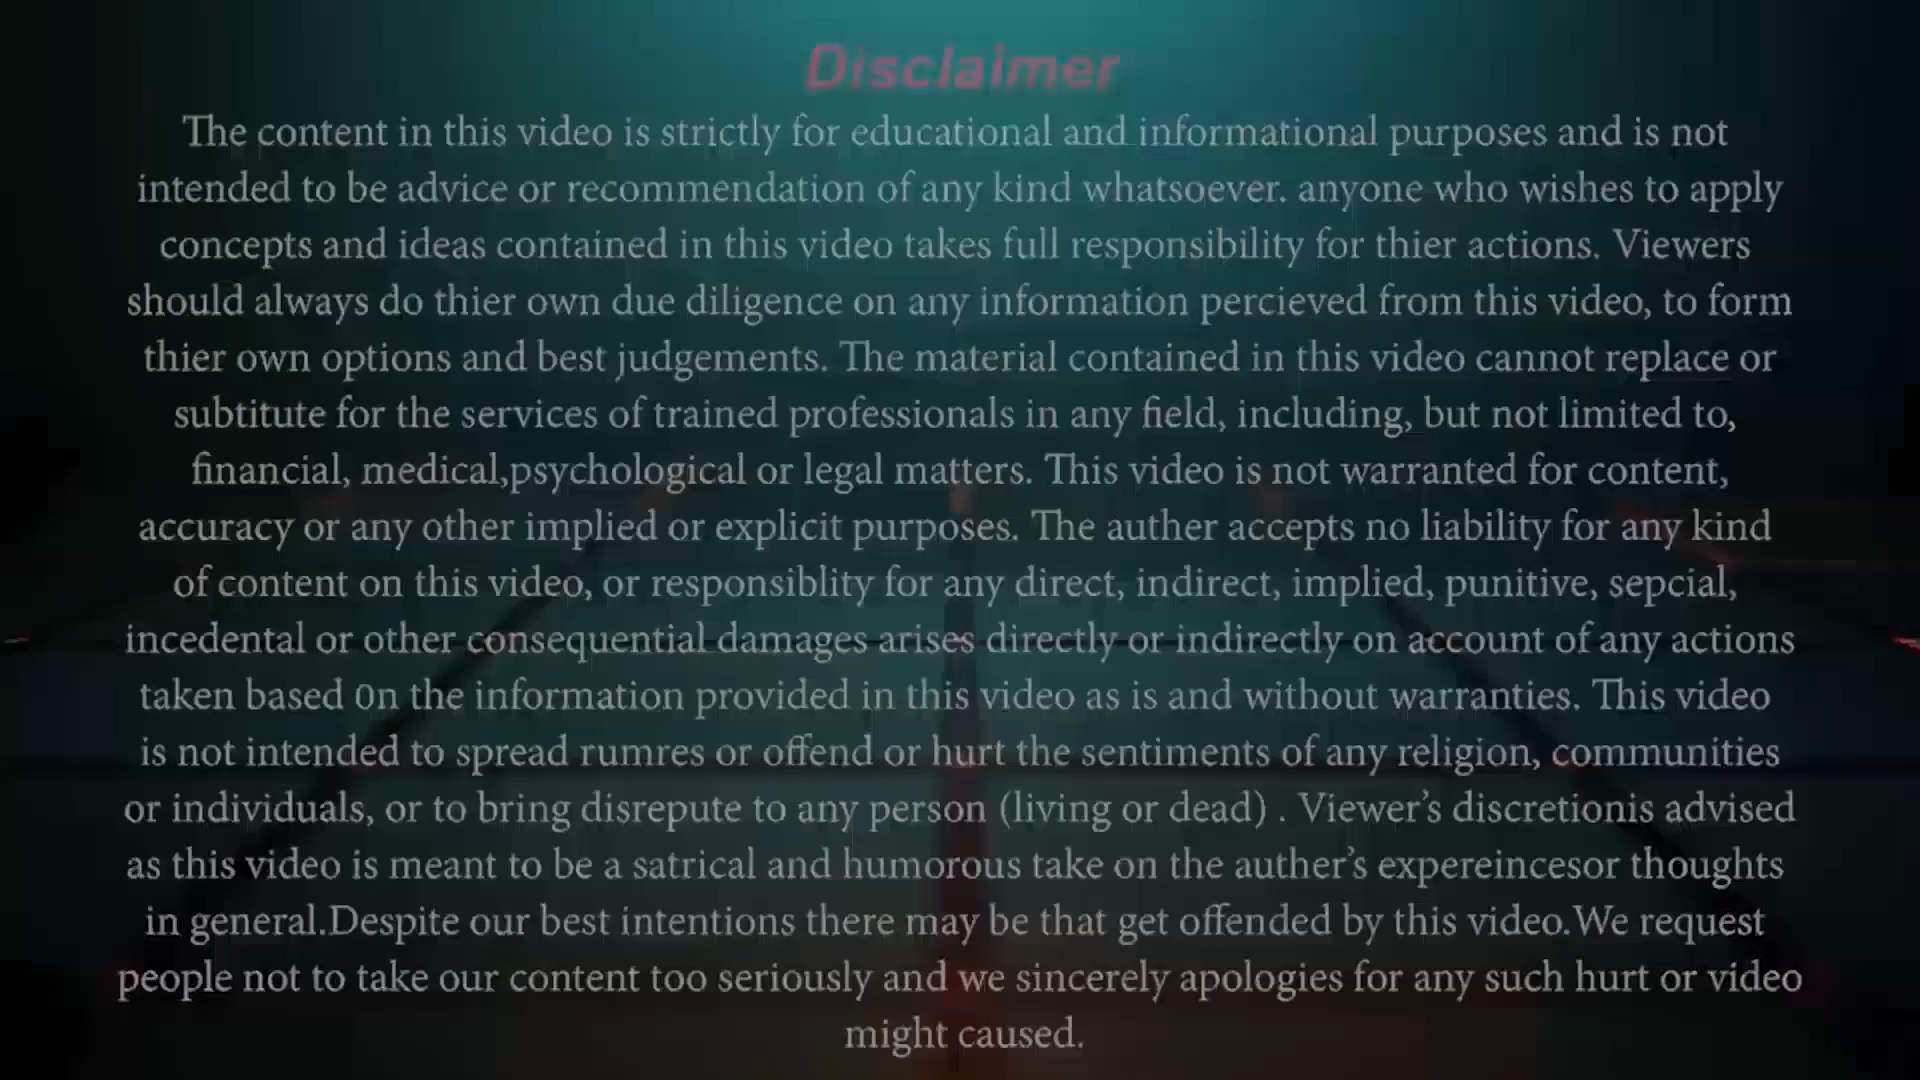 Disclaimer
The content in this video is strictly for educational and informational purposes and is not
intended to be advice or recommendation of any kind whatsoever. anyone who wishes to apply
concepts and ideas contained in this video takes full responsibility for thier actions. Viewers
should always do thier own due diligence on any information percieved from this video, to form
thier own options and best judgements. The material contained in this video cannot replace or
subtitute for the services of trained professionals in any field, including, but not limited to,
financial, medical,psychological or legal matters. This video is not warranted for content,
accuracy or any other implied or explicit purposes. The auther accepts no liability for any kind
of content on this video, or responsiblity for any direct, indirect, implied, punitive, sepcial,
incedental or other consequential damages arises directly or indirectly on account of any actions
taken based 0n the information provided in this video as is and without warranties. This video
is not intended to spread rumres or offend or hurt the sentiments of any religion, communities
or individuals, or to bring disrepute to any person (living or dead) . Viewer’s discretionis advised
as this video is meant to be a satrical and humorous take on the auther’s expereincesor thoughts
in general.Despite our best intentions there may be that get offended by this video.We request
people not to take our content too seriously and we sincerely apologies for any such hurt or video
might caused.